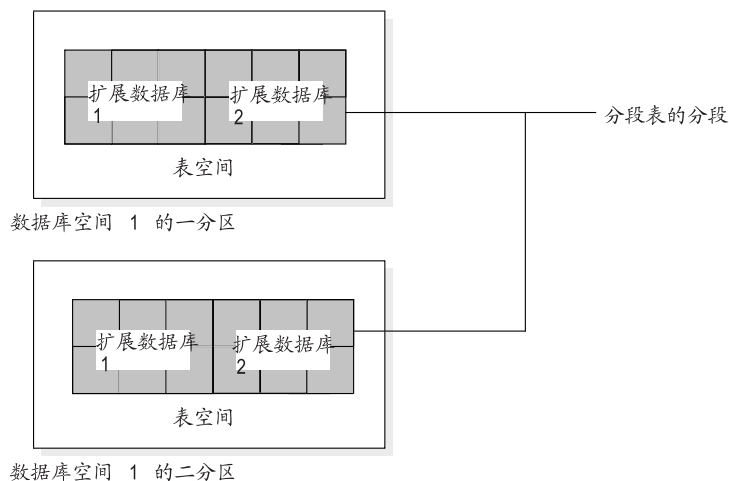 扩展数据库
1
扩展数据库
2
分段表的分段
表空间
数据库空间 1 的一分区
扩展数据库
1
扩展数据库
2
表空间
数据库空间 1 的二分区